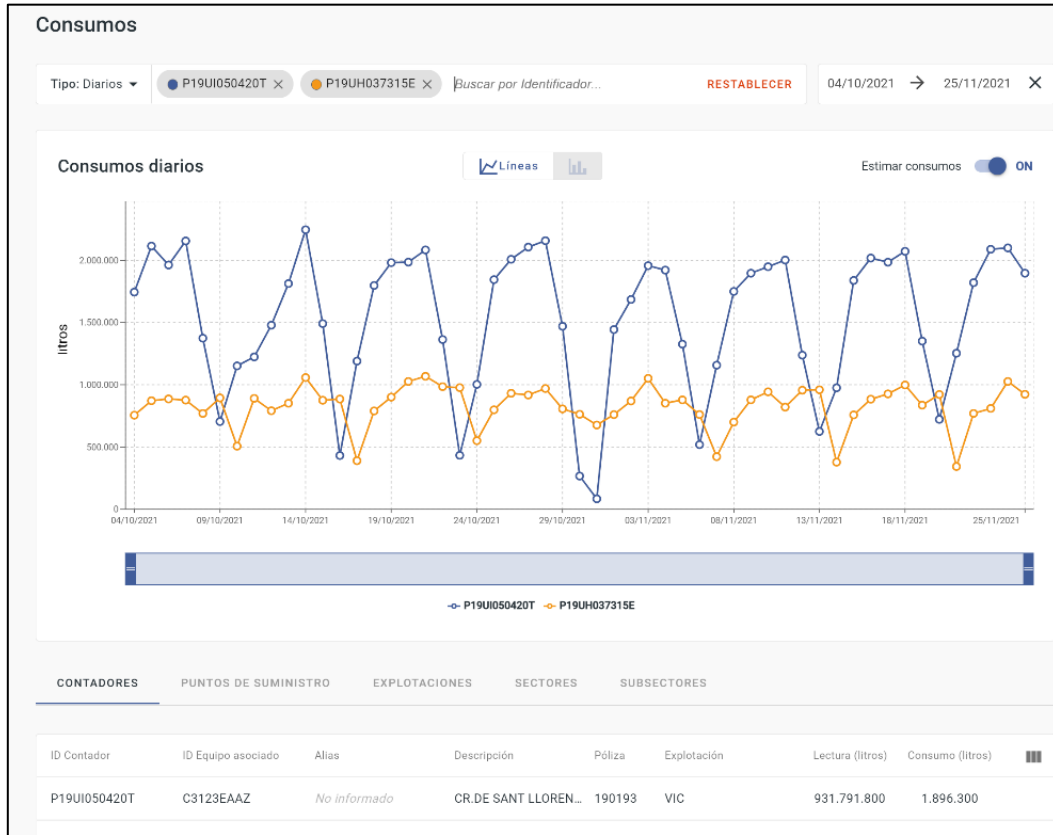 Consumos
Tipo: Diarios P19UI050420T P19UH037315E Buscar por Identificador... RESTABLECER 04/10/2021 → 25/11/2021
Consumos diarios Líneas Estimar consumos ON
2.000.000
1.500.000
litros
1.000.000
500.000
0
04/10/2021 09/10/2021 14/10/2021 19/10/2021 24/10/2021 29/10/2021 03/11/2021 08/11/2021 13/11/2021 18/11/2021 25/11/2021
P19UI050420T P19UH037315E
CONTADORES PUNTOS DE SUMINISTRO EXPLOTACIONES SECTORES SUBSECTORES
ID Contador ID Equipo asociado Alias Descripción Póliza Explotación Lectura (litros) Consumo (litros)
P19UI050420T C3123EAAZ No informado CR.DE SANT LLOREN... 190193 VIC 931.791.800 1.896.300